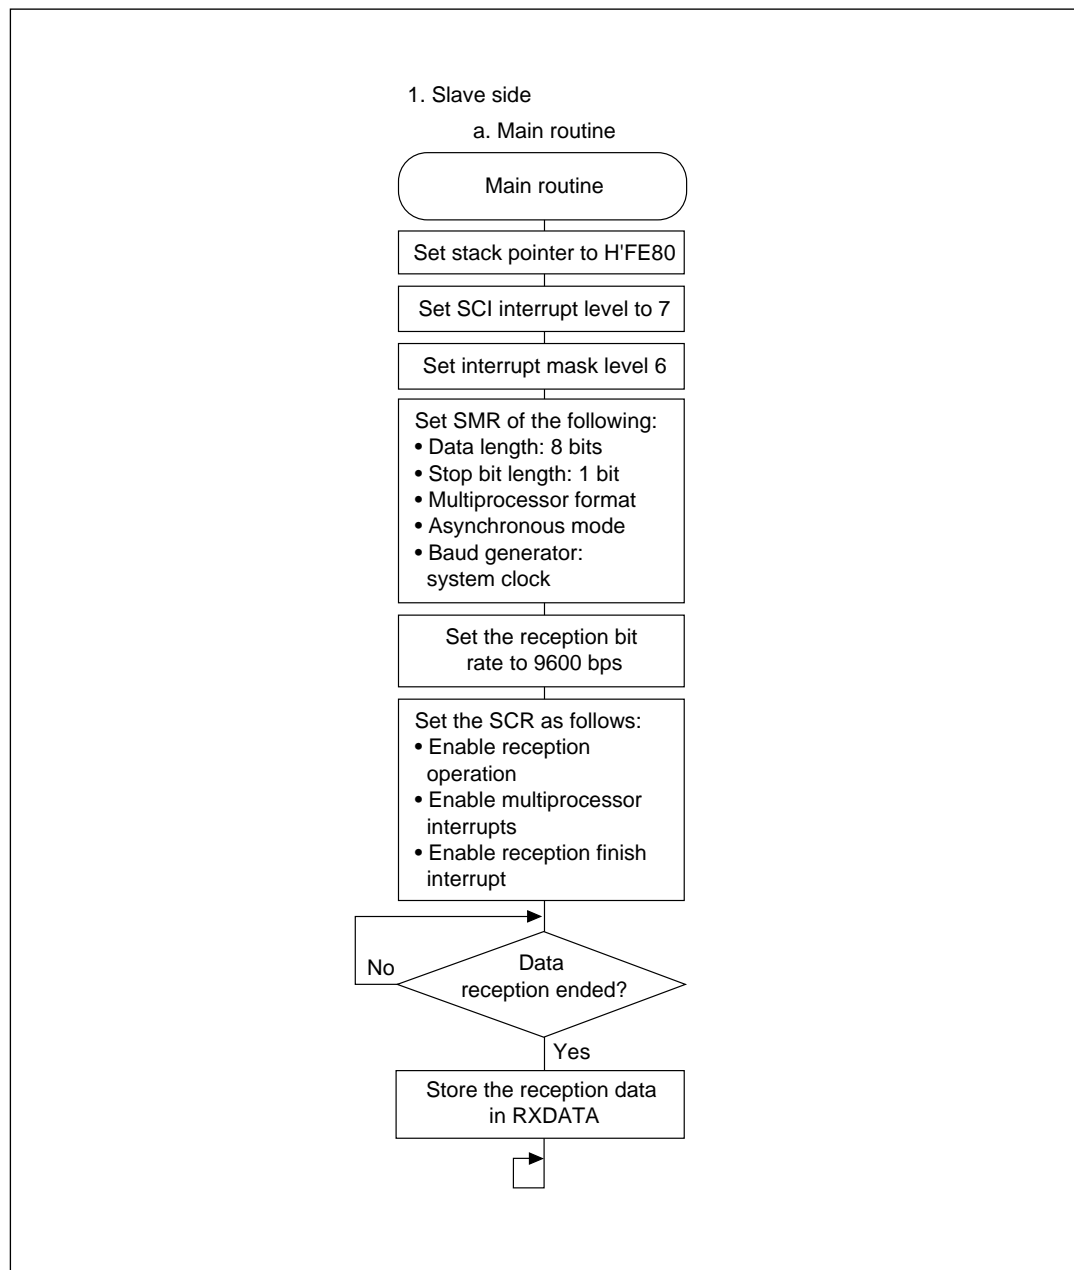 1. Slave side
a. Main routine
Main routine
Set stack pointer to H'FE80
Set SCI interrupt level to 7
Set interrupt mask level 6
Set SMR of the following:
• Data length: 8 bits
• Stop bit length: 1 bit
• Multiprocessor format
• Asynchronous mode
• Baud generator:
system clock
Set the reception bit
rate to 9600 bps
Set the SCR as follows:
• Enable reception
operation
• Enable multiprocessor
interrupts
• Enable reception finish
interrupt
Data
reception ended?
No
Yes
Store the reception data
in RXDATA